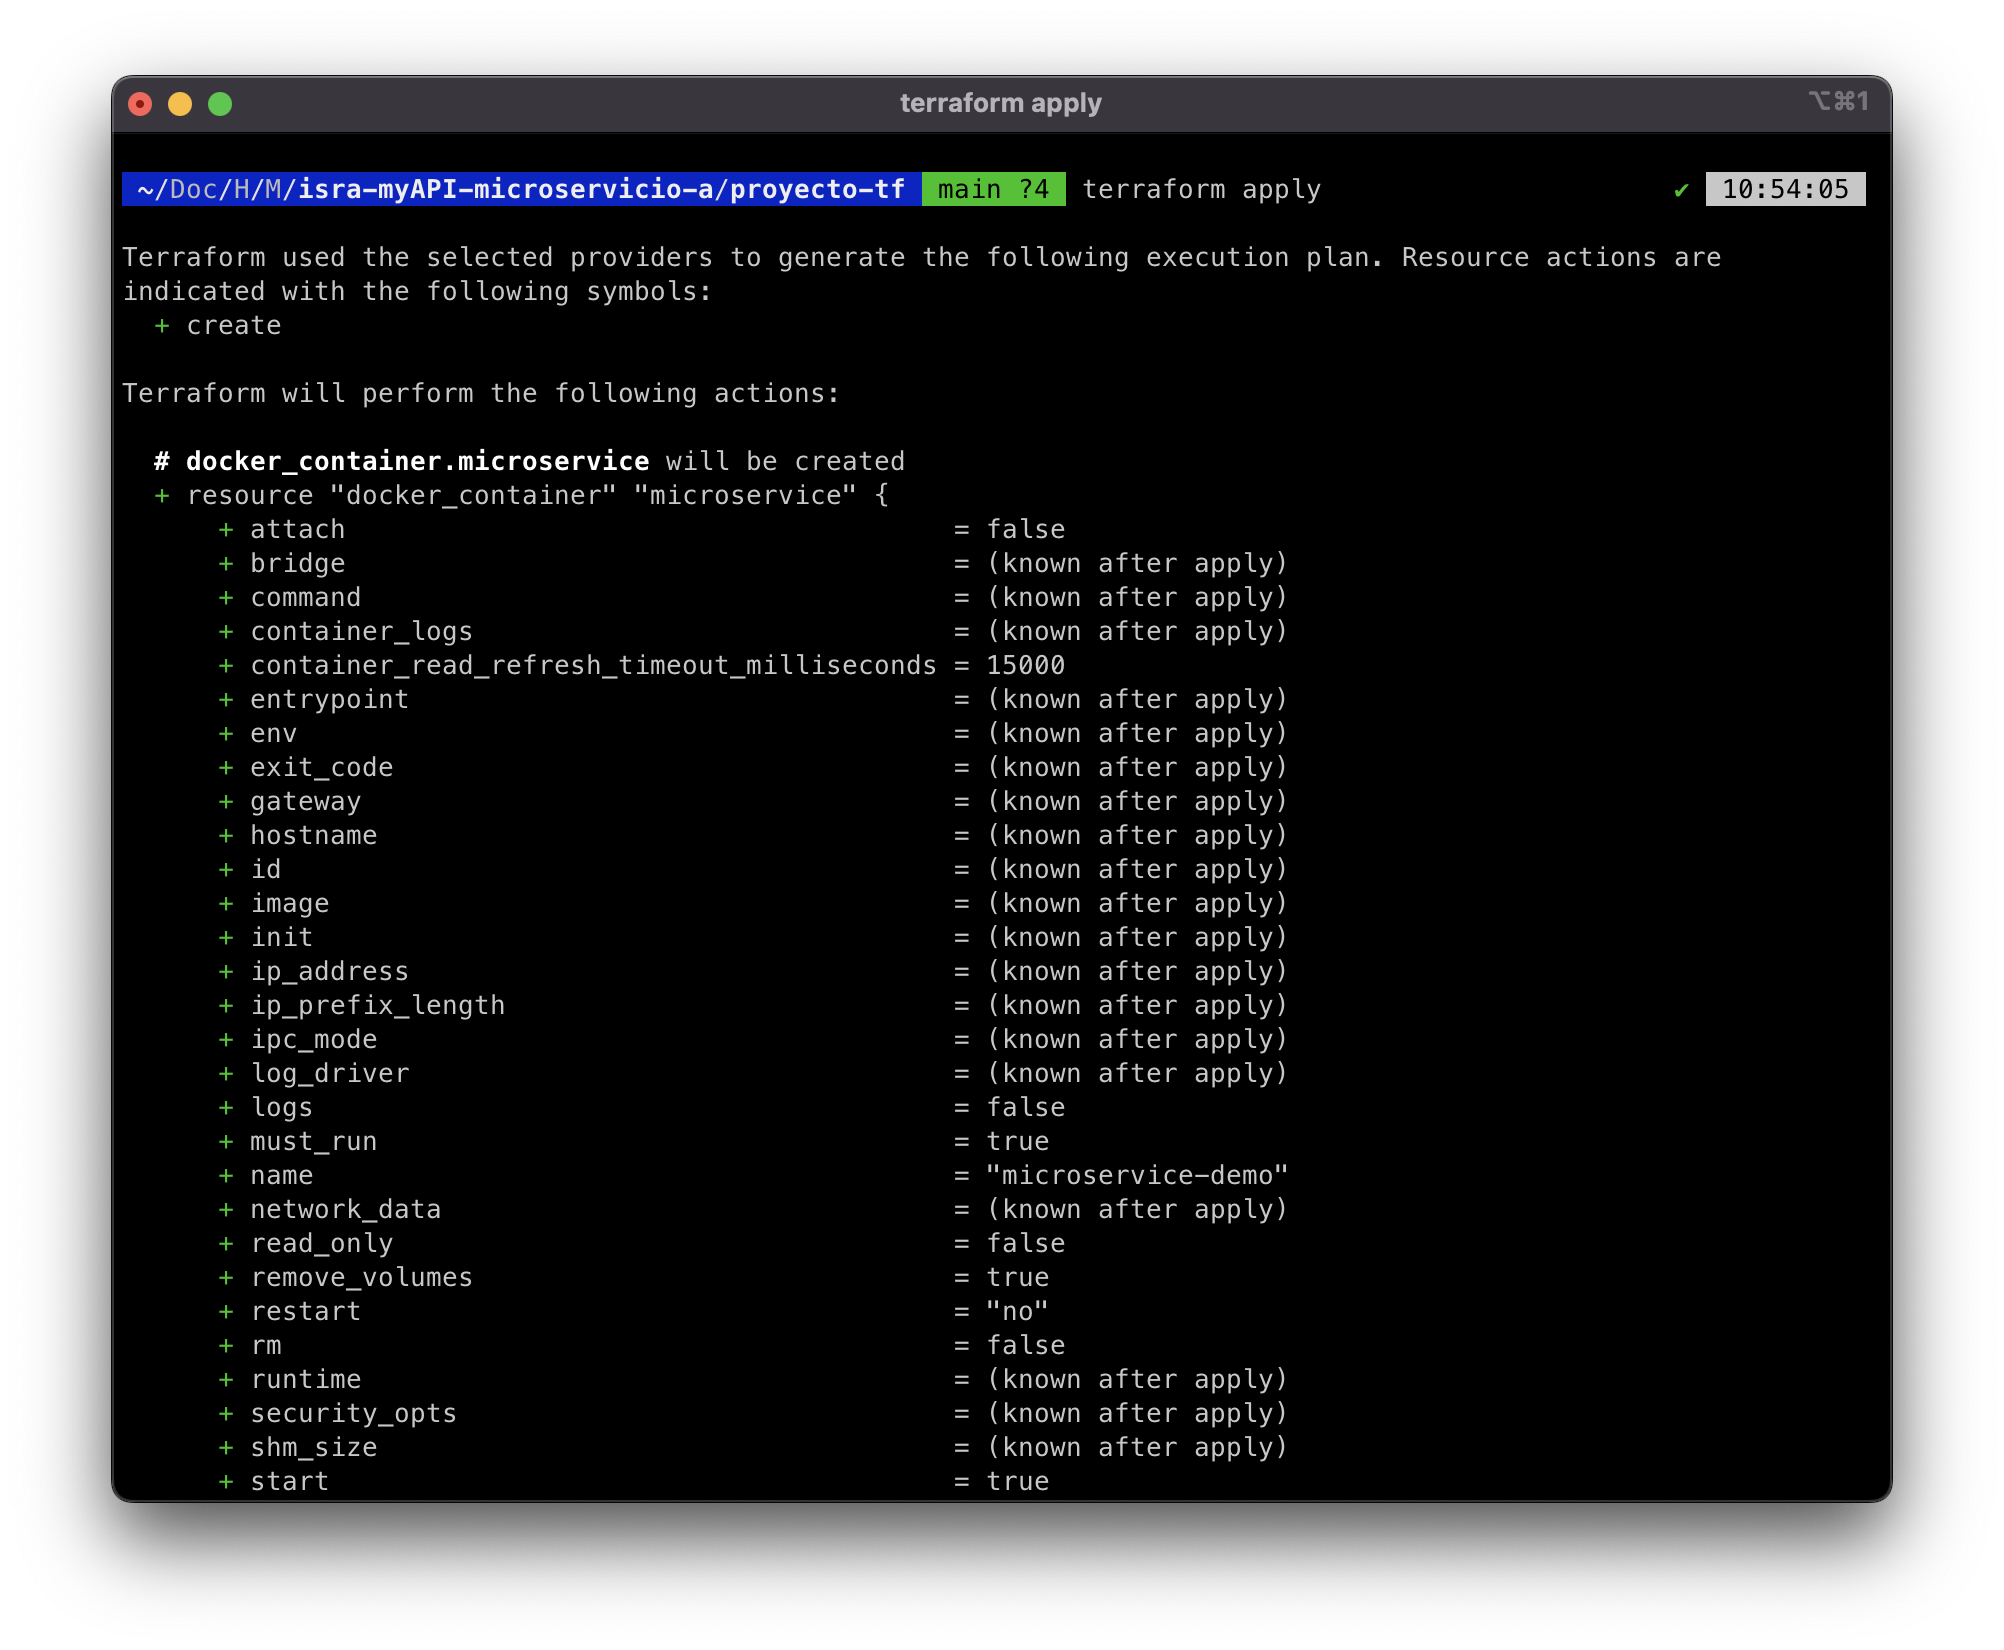 terraform apply
⌥⌘1
~/Doc/H/M/isra-myAPI-microservicio-a/proyecto-tf main ?4 terraform apply ✔ 10:54:05
Terraform used the selected providers to generate the following execution plan. Resource actions are
indicated with the following symbols:
+ create
Terraform will perform the following actions:
# docker_container.microservice will be created
+ resource "docker_container" "microservice" {
+ attach = false
+ bridge = (known after apply)
+ command = (known after apply)
+ container_logs = (known after apply)
+ container_read_refresh_timeout_milliseconds = 15000
+ entrypoint = (known after apply)
+ env = (known after apply)
+ exit_code = (known after apply)
+ gateway = (known after apply)
+ hostname = (known after apply)
+ id = (known after apply)
+ image = (known after apply)
+ init = (known after apply)
+ ip_address = (known after apply)
+ ip_prefix_length = (known after apply)
+ ipc_mode = (known after apply)
+ log_driver = (known after apply)
+ logs = false
+ must_run = true
+ name = "microservice-demo"
+ network_data = (known after apply)
+ read_only = false
+ remove_volumes = true
+ restart = "no"
+ rm = false
+ runtime = (known after apply)
+ security_opts = (known after apply)
+ shm_size = (known after apply)
+ start = true